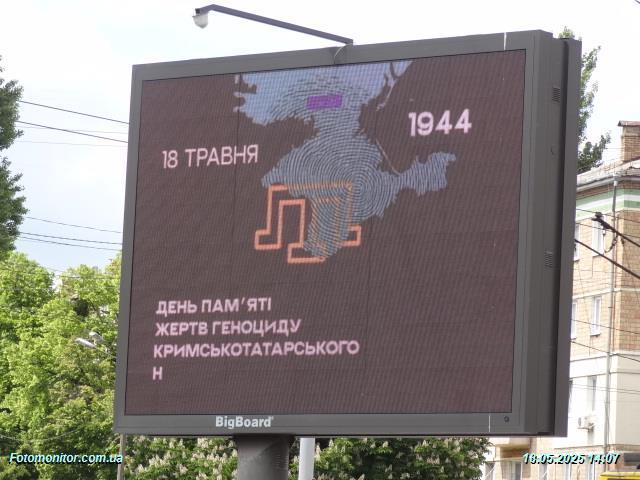 18 ТРАВНЯ
1944
ДЕНЬ ПАМ'ЯТІ
ЖЕРТВ ГЕНОЦИДУ
КРИМСЬКОТАТАРСЬКОГО
Н
BigBoard
Fotomonitor.com.ua
18.05.2025 14:07